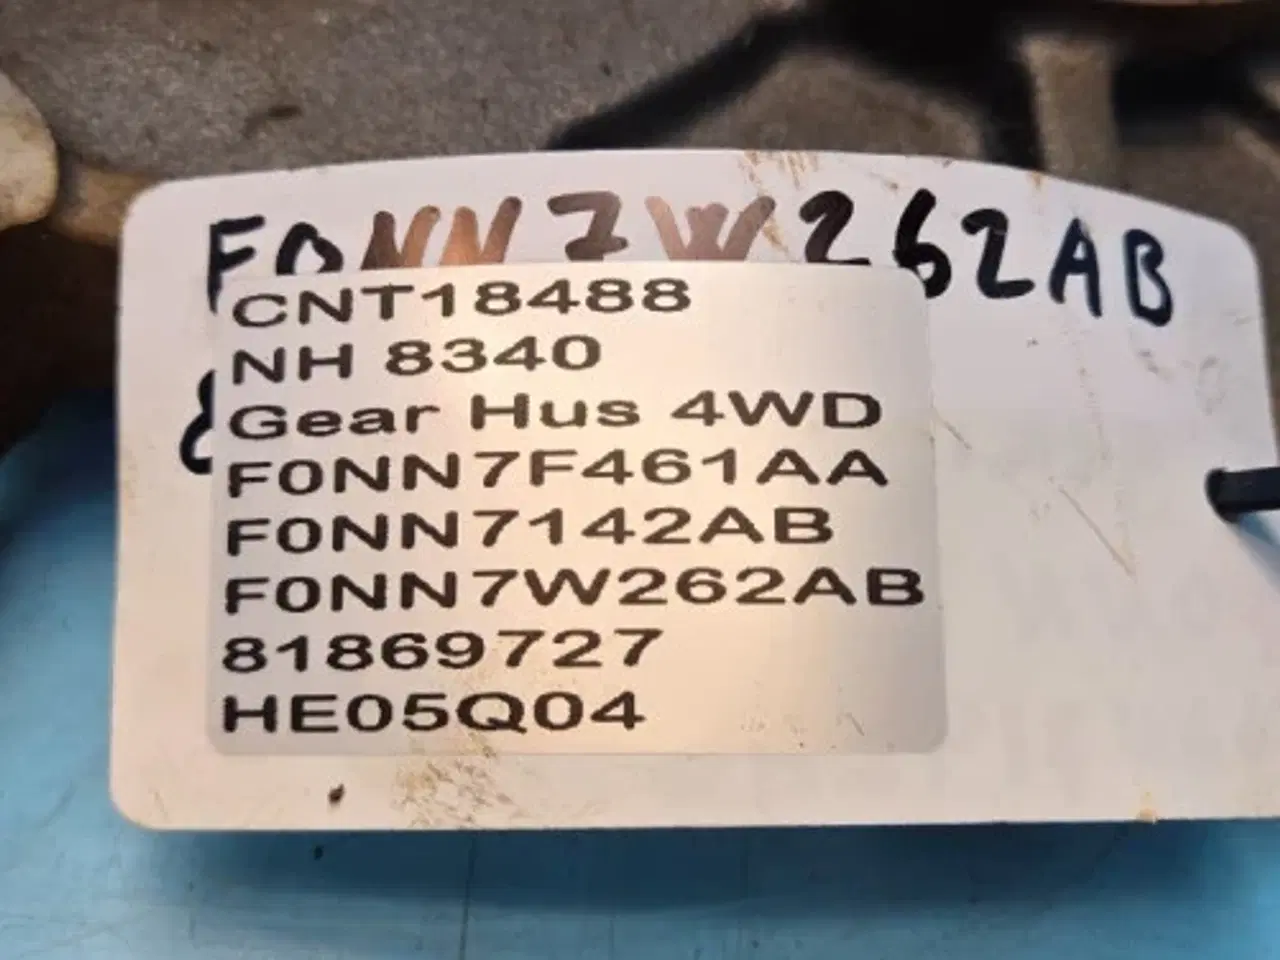 F0NN7W262AB
CNT18488
NH 8340
Gear Hus 4WD
F0NN7F461AA
F0NN7142AB
F0NN7W262AB
81869727
HE05Q04